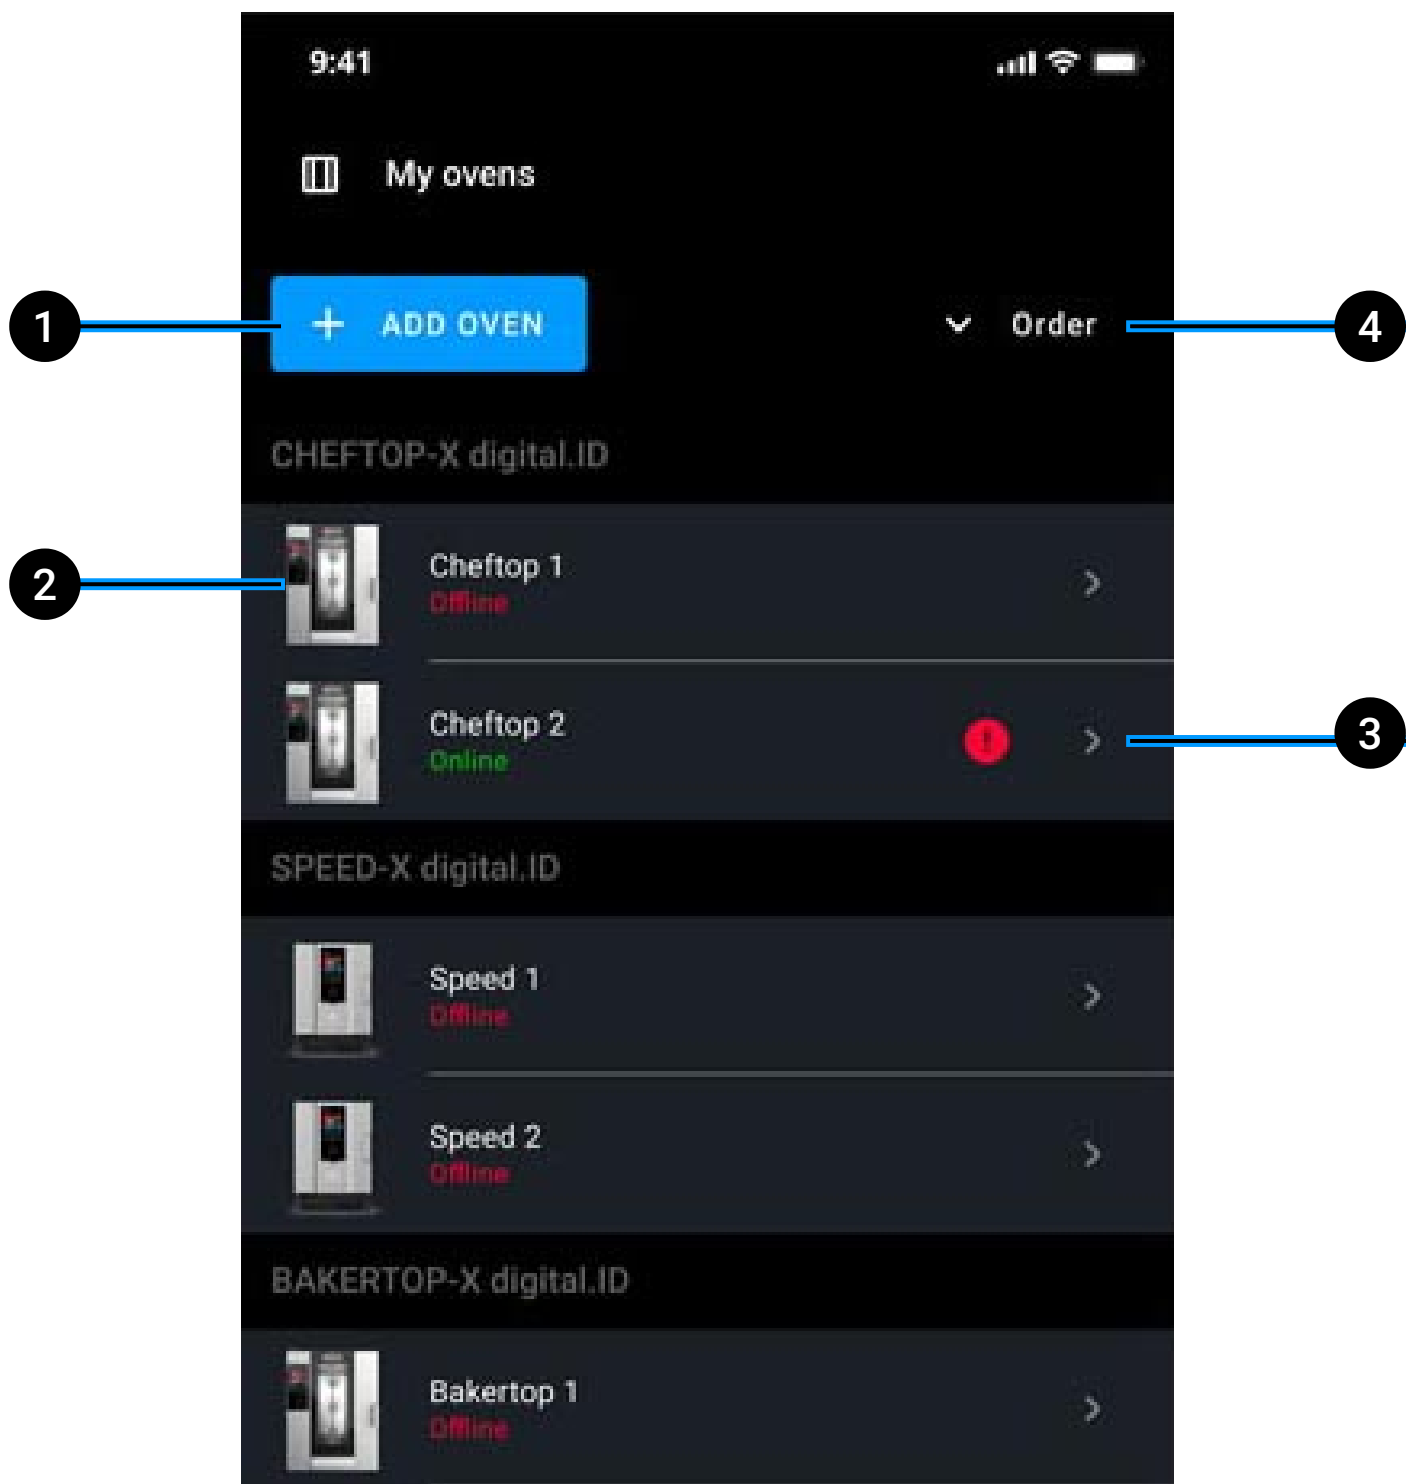 9:41
My ovens
1
+ ADD OVEN
Order
4
CHEFTOP-X digital.ID
2
Cheftop 1
Offline
Cheftop 2
Online
!
3
SPEED-X digital.ID
Speed 1
Offline
Speed 2
Offline
BAKERTOP-X digital.ID
Bakertop 1
Offline